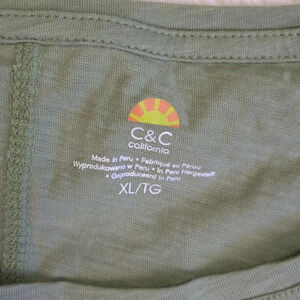 C&C
california
Made in Peru • Fabriqué au Pérou
Wyprodukowano w Peru • In Peru Hergestellt
• Geproduceerd in Peru
XL/TG